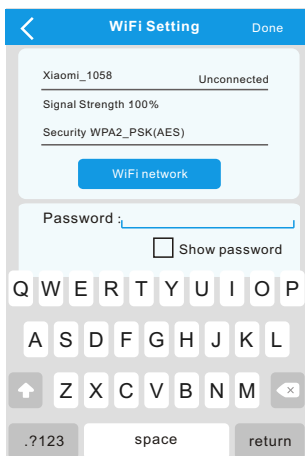 WiFi Setting Done
Xiaomi_1058 Unconnected
Signal Strength 100%
Security WPA2_PSK(AES)
WiFi network
Password :
Show password
Q W E R T Y U I O P
A S D F G H J K L
Z X C V B N M
.?123 space return